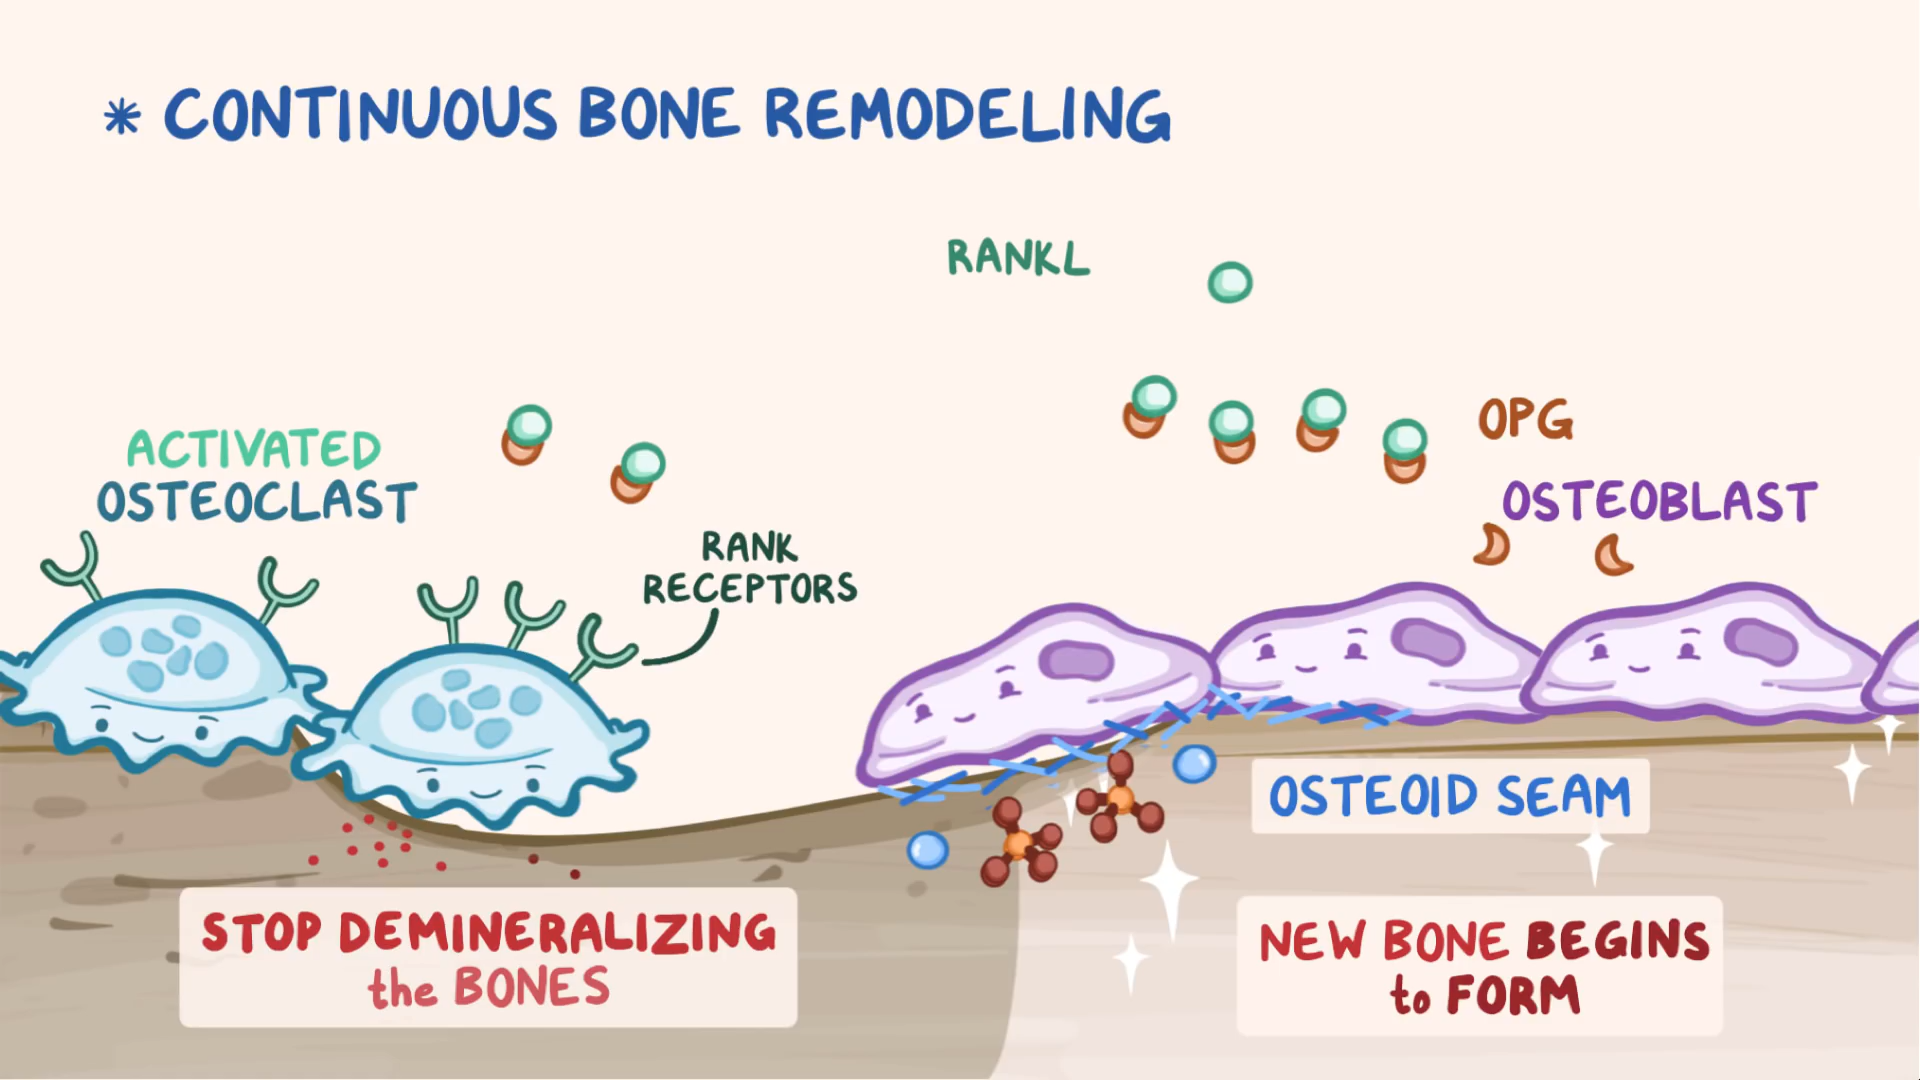 * CONTINUOUS BONE REMODELING
RANKL
OPG
ACTIVATED
OSTEOCLAST
OSTEOBLAST
RANK
RECEPTORS
OSTEOID SEAM
STOP DEMINERALIZING
the BONES
NEW BONE BEGINS
to FORM